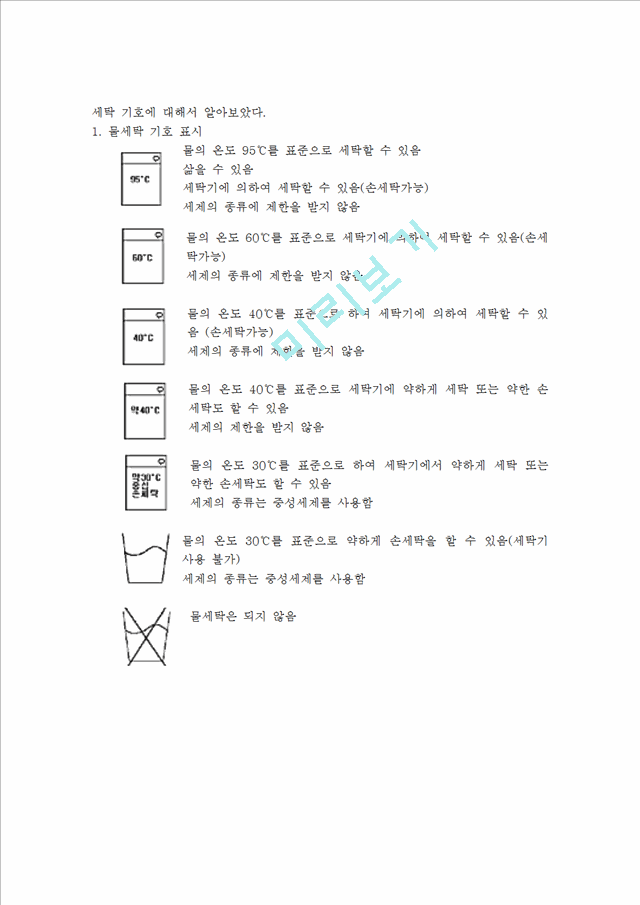 세탁 기호에 대해서 알아보았다.
1. 물세탁 기호 표시
물의 온도 95℃를 표준으로 세탁할 수 있음
삶을 수 있음
95°C
세탁기에 의하여 세탁할 수 있음(손세탁가능)
세제의 종류에 제한을 받지 않음
물의 온도 60℃를 표준으로 세탁기에 의하여 세탁할 수 있음(손세
60°C
탁가능)
세제의 종류에 제한을 받지 않음
물의 온도 40℃를 표준으로 하여 세탁기에 의하여 세탁할 수 있
40°C
음 (손세탁가능)
세제의 종류에 제한을 받지 않음
물의 온도 40℃를 표준으로 세탁기에 약하게 세탁 또는 약한 손
약40°C
세탁도 할 수 있음
세제의 제한을 받지 않음
물의 온도 30℃를 표준으로 하여 세탁기에서 약하게 세탁 또는
약30°C
약한 손세탁도 할 수 있음
손세탁
세제의 종류는 중성세제를 사용함
물의 온도 30℃를 표준으로 약하게 손세탁을 할 수 있음(세탁기
사용 불가)
세제의 종류는 중성세제를 사용함
물세탁은 되지 않음
미리보기